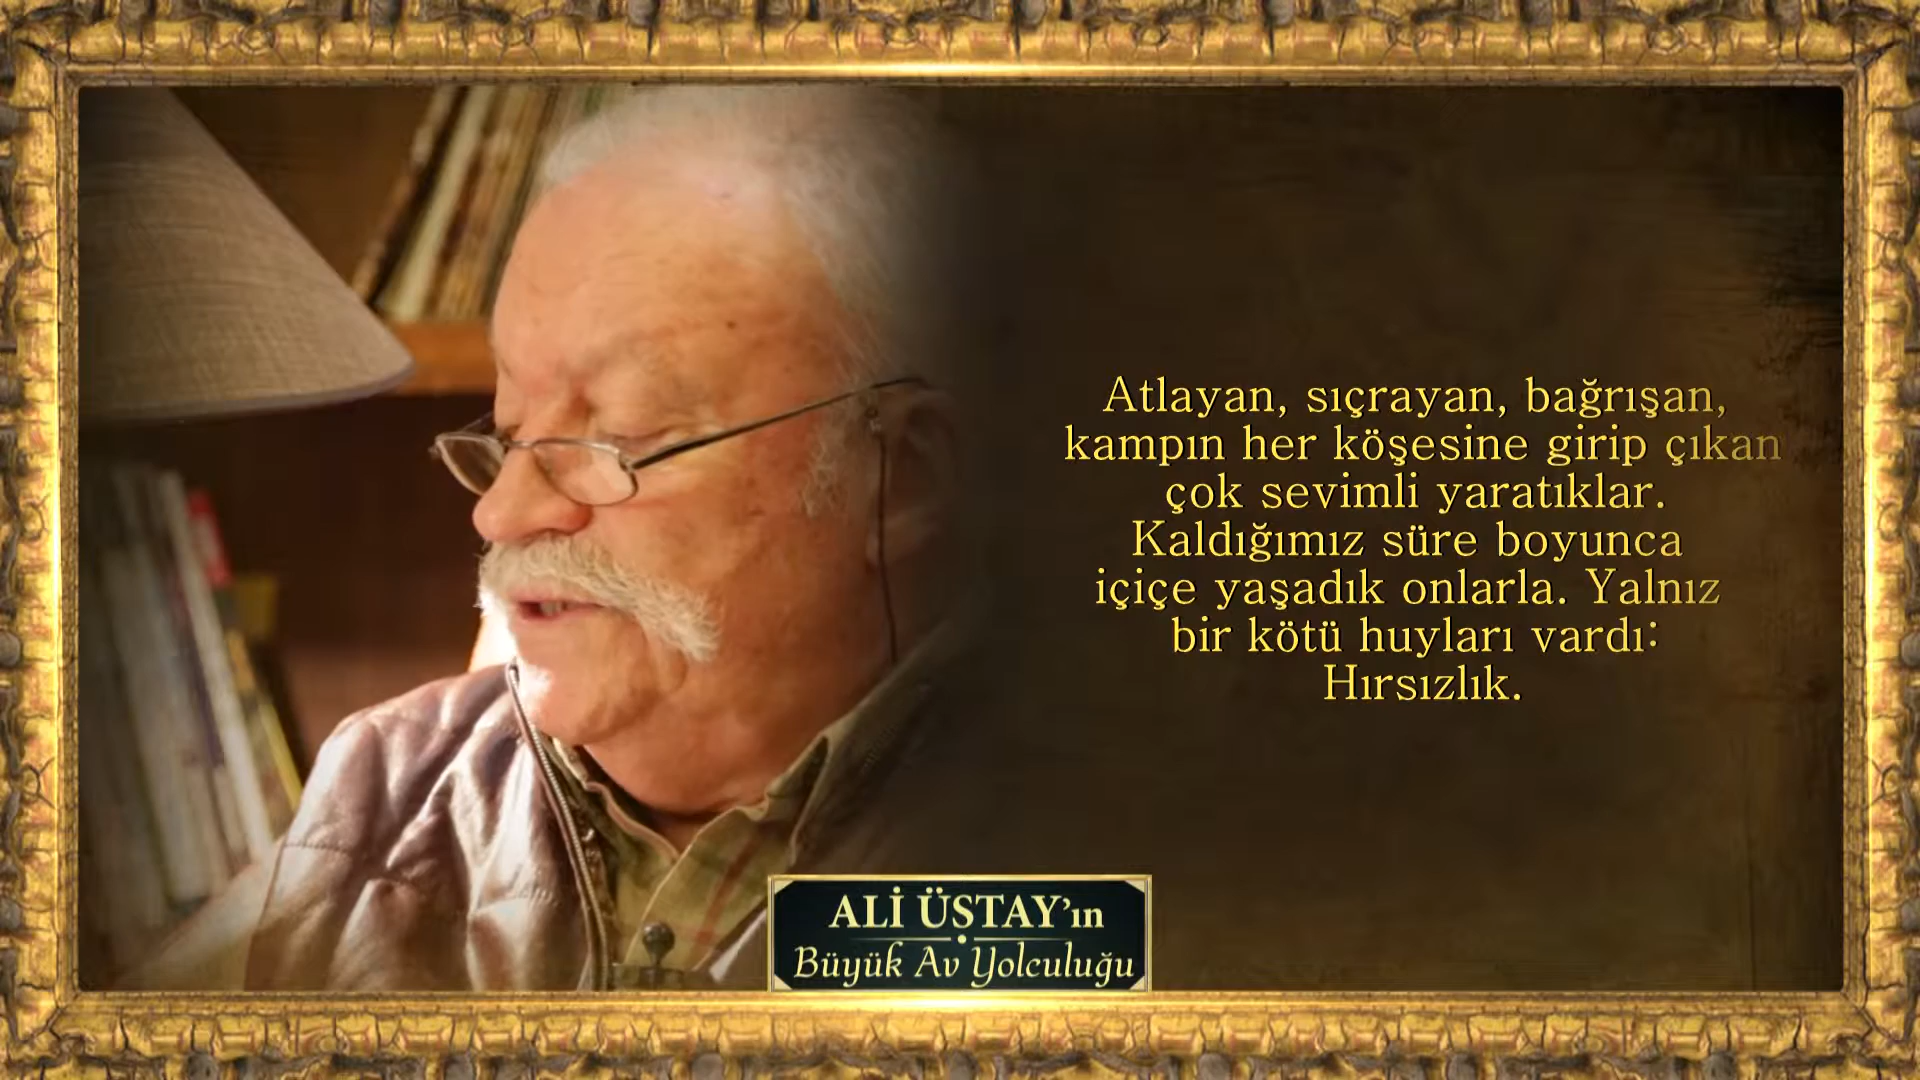 Atlayan, sıçrayan, bağrışan,
kampın her köşesine girip çıkan
çok sevimli yaratıklar.
Kaldığımız süre boyunca
içiçe yaşadık onlarla. Yalnız
bir kötü huyları vardı:
Hırsızlık.
ALİ ÜSTAY’ın
Büyük Av Yolculuğu